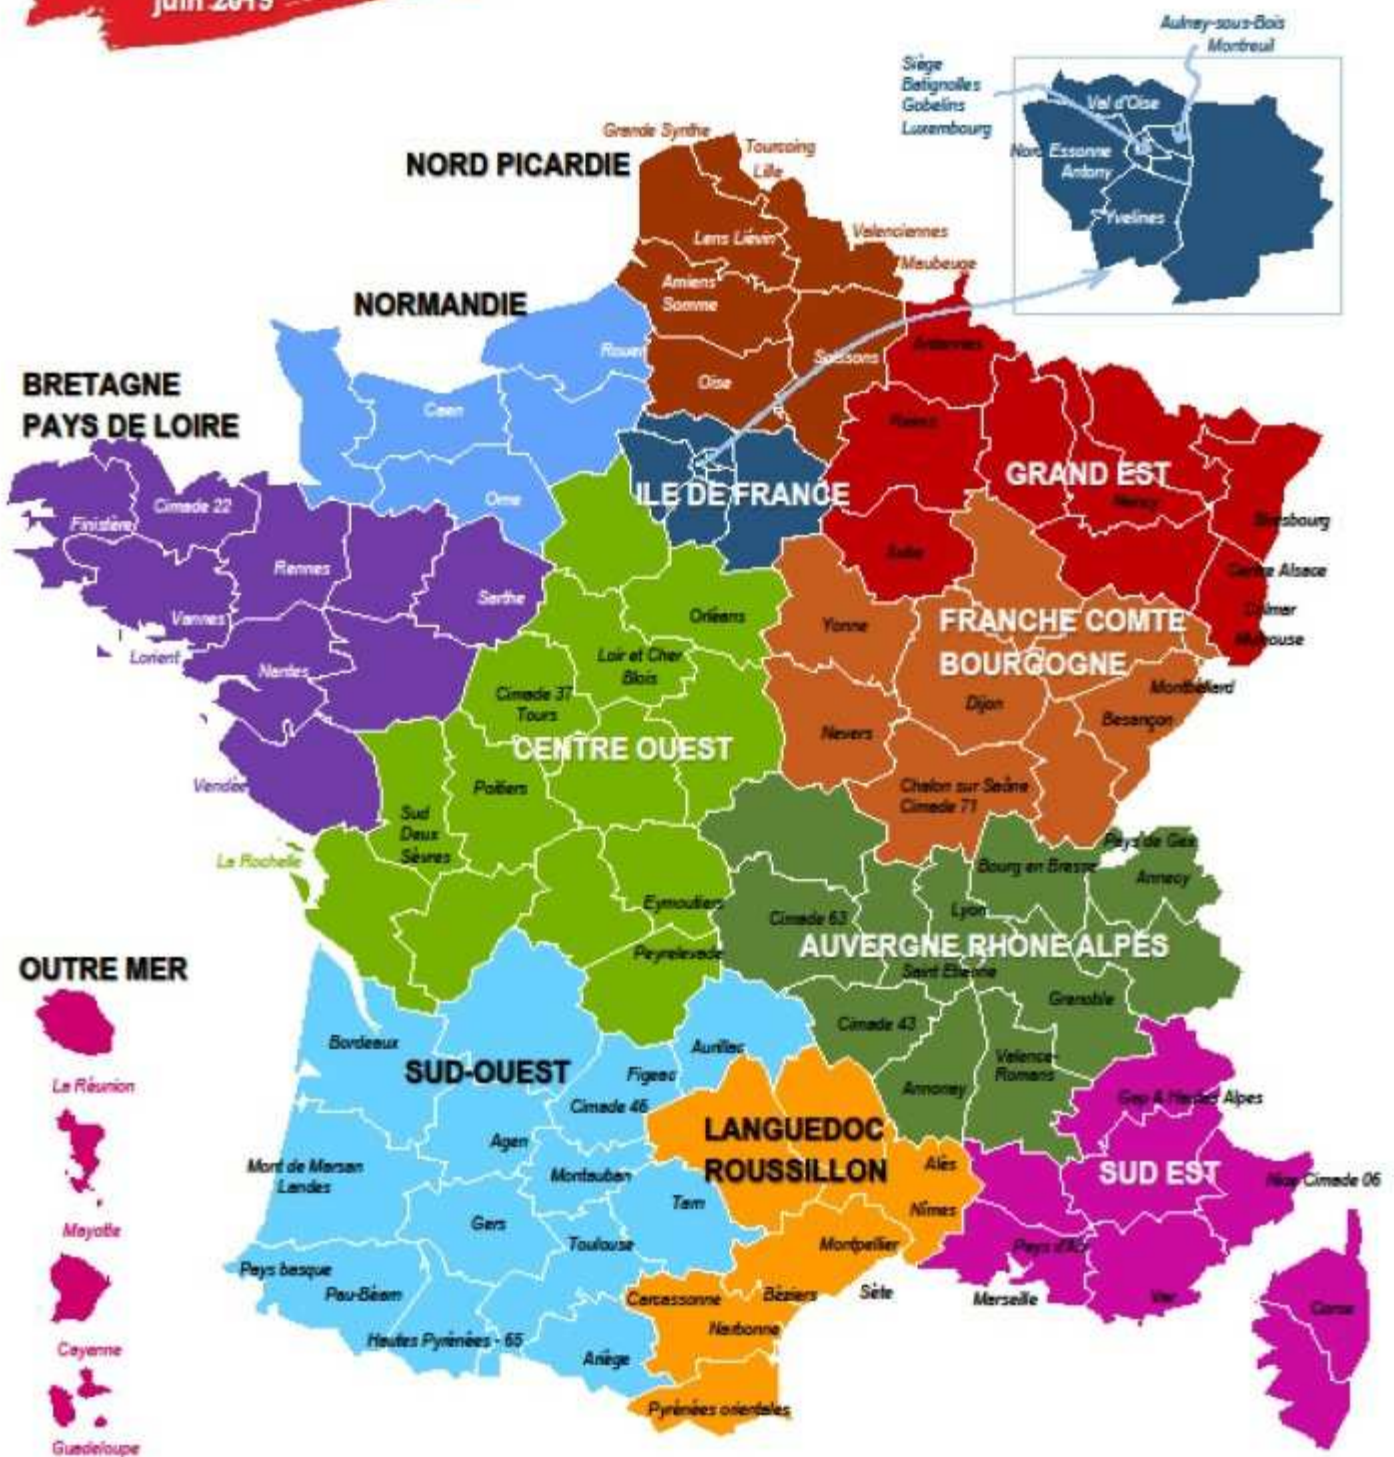 juin 2019
Aulnay-sous-Bois
Montreuil
Siège
Batignolles
Gobelins
Luxembourg
Val d'Oise
Nord Essonne
Antony
Yvelines
NORD PICARDIE
Grande Synthe
Tourcoing
Lille
Lens Liévin
Valenciennes
Maubeuge
Amiens
Somme
Oise
Soissons
NORMANDIE
Rouen
Caen
Orne
BRETAGNE
PAYS DE LOIRE
Finistère
Cimade 22
Rennes
Sarthe
Vannes
Lorient
Nantes
Vendée
ILE DE FRANCE
GRAND EST
Ardennes
Reims
Nancy
Aube
Strasbourg
Centre Alsace
Colmar
Mulhouse
FRANCHE COMTE
BOURGOGNE
Yonne
Dijon
Nevers
Montbéliard
Besançon
Chalon sur Saône
Cimade 71
CENTRE OUEST
Orléans
Loir et Cher
Blois
Cimade 37
Tours
Poitiers
Sud
Deux
Sèvres
La Rochelle
Eymoutiers
Peyrelevade
AUVERGNE RHONE ALPES
Pays de Gex
Bourg en Bresse
Annecy
Cimade 63
Lyon
Saint Etienne
Grenoble
Cimade 43
Valence-
Romans
Annonay
SUD-OUEST
Bordeaux
Aurillac
Figeac
Cimade 46
Agen
Mont de Marsan
Landes
Montauban
Tarn
Gers
Toulouse
Pays basque
Pau-Béarn
Hautes Pyrénées - 65
Ariège
LANGUEDOC
ROUSSILLON
Alès
Nîmes
Montpellier
Sète
Béziers
Carcassonne
Narbonne
Pyrénées orientales
SUD EST
Gap & Hautes Alpes
Nice Cimade 06
Pays d'Aix
Marseille
Var
Corse
OUTRE MER
La Réunion
Mayotte
Cayenne
Guadeloupe